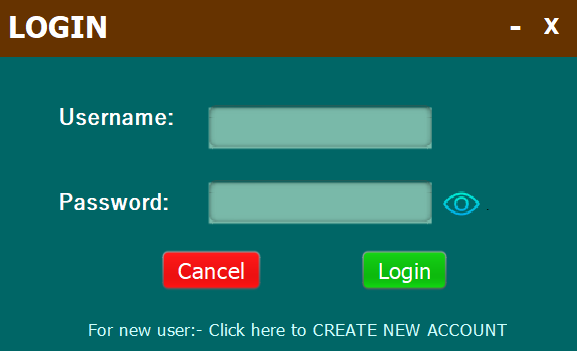 LOGIN - X
Username:
Password:
Cancel Login
For new user:- Click here to CREATE NEW ACCOUNT